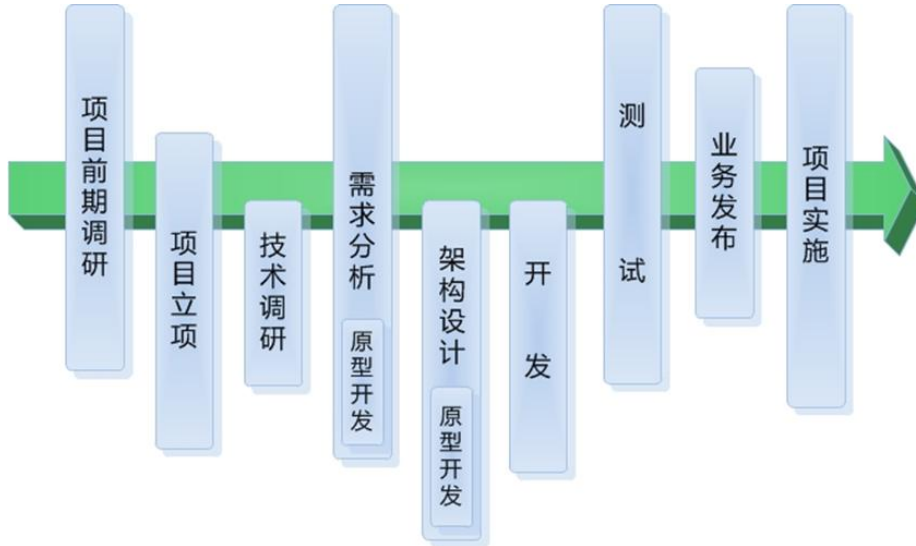 项目前期调研
项目立项
技术调研
需求分析
原型开发
架构设计
原型开发
开发
测试
业务发布
项目实施